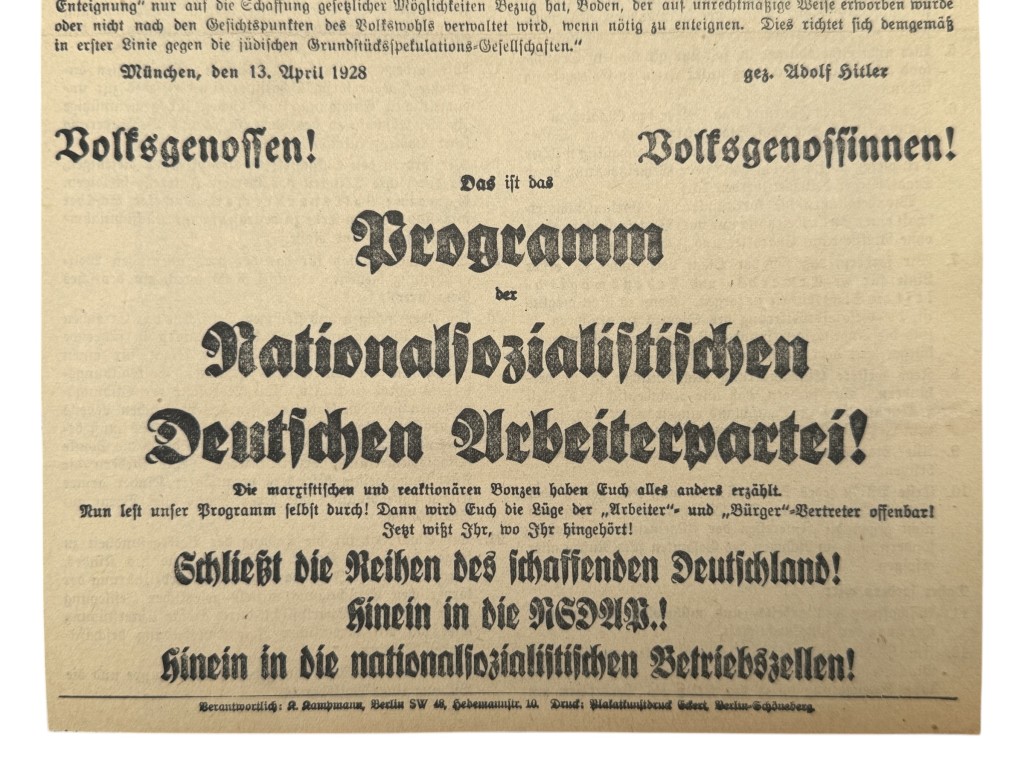 Enteignung" nur auf die Schaffung gesetzlicher Möglichkeiten Bezug hat, Boden, der auf unrechtmäßige Weise erworben wurde
oder nicht nach den Gesichtspunkten des Volkswohls verwaltet wird, wenn nötig zu enteignen. Dies richtet sich demgemäß
in erster Linie gegen die jüdischen Grundstücksspekulations-Gesellschaften.“
München, den 13. April 1928 gez. Adolf Hitler
Volksgenossen! Volksgenossinnen!
Das ist das
Programm
der
Nationalsozialistischen
Deutschen Arbeiterpartei!
Die marxistischen und reaktionären Bonzen haben Euch alles anders erzählt.
Nun lest unser Programm selbst durch! Dann wird Euch die Lüge der „Arbeiter“- und „Bürger“-Vertreter offenbar!
Jetzt wißt Ihr, wo Ihr hingehört!
Schließt die Reihen des schaffenden Deutschland!
Hinein in die NSDAP.!
Hinein in die nationalsozialistischen Betriebszellen!
Verantwortlich: K. Kampmann, Berlin SW 48, Hedemannstr. 10. Druck: Plakatkunstdruck Eckert, Berlin-Schöneberg.